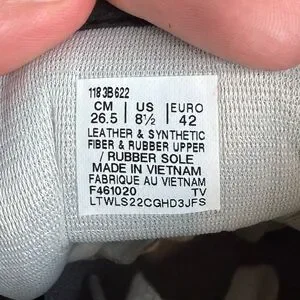 1183B622
CM | US | EURO
26.5 | 8½ | 42
LEATHER & SYNTHETIC
FIBER & RUBBER UPPER
/ RUBBER SOLE
MADE IN VIETNAM
FABRIQUE AU VIETNAM
F461020 TV
LTWLS22CGHD3JFS